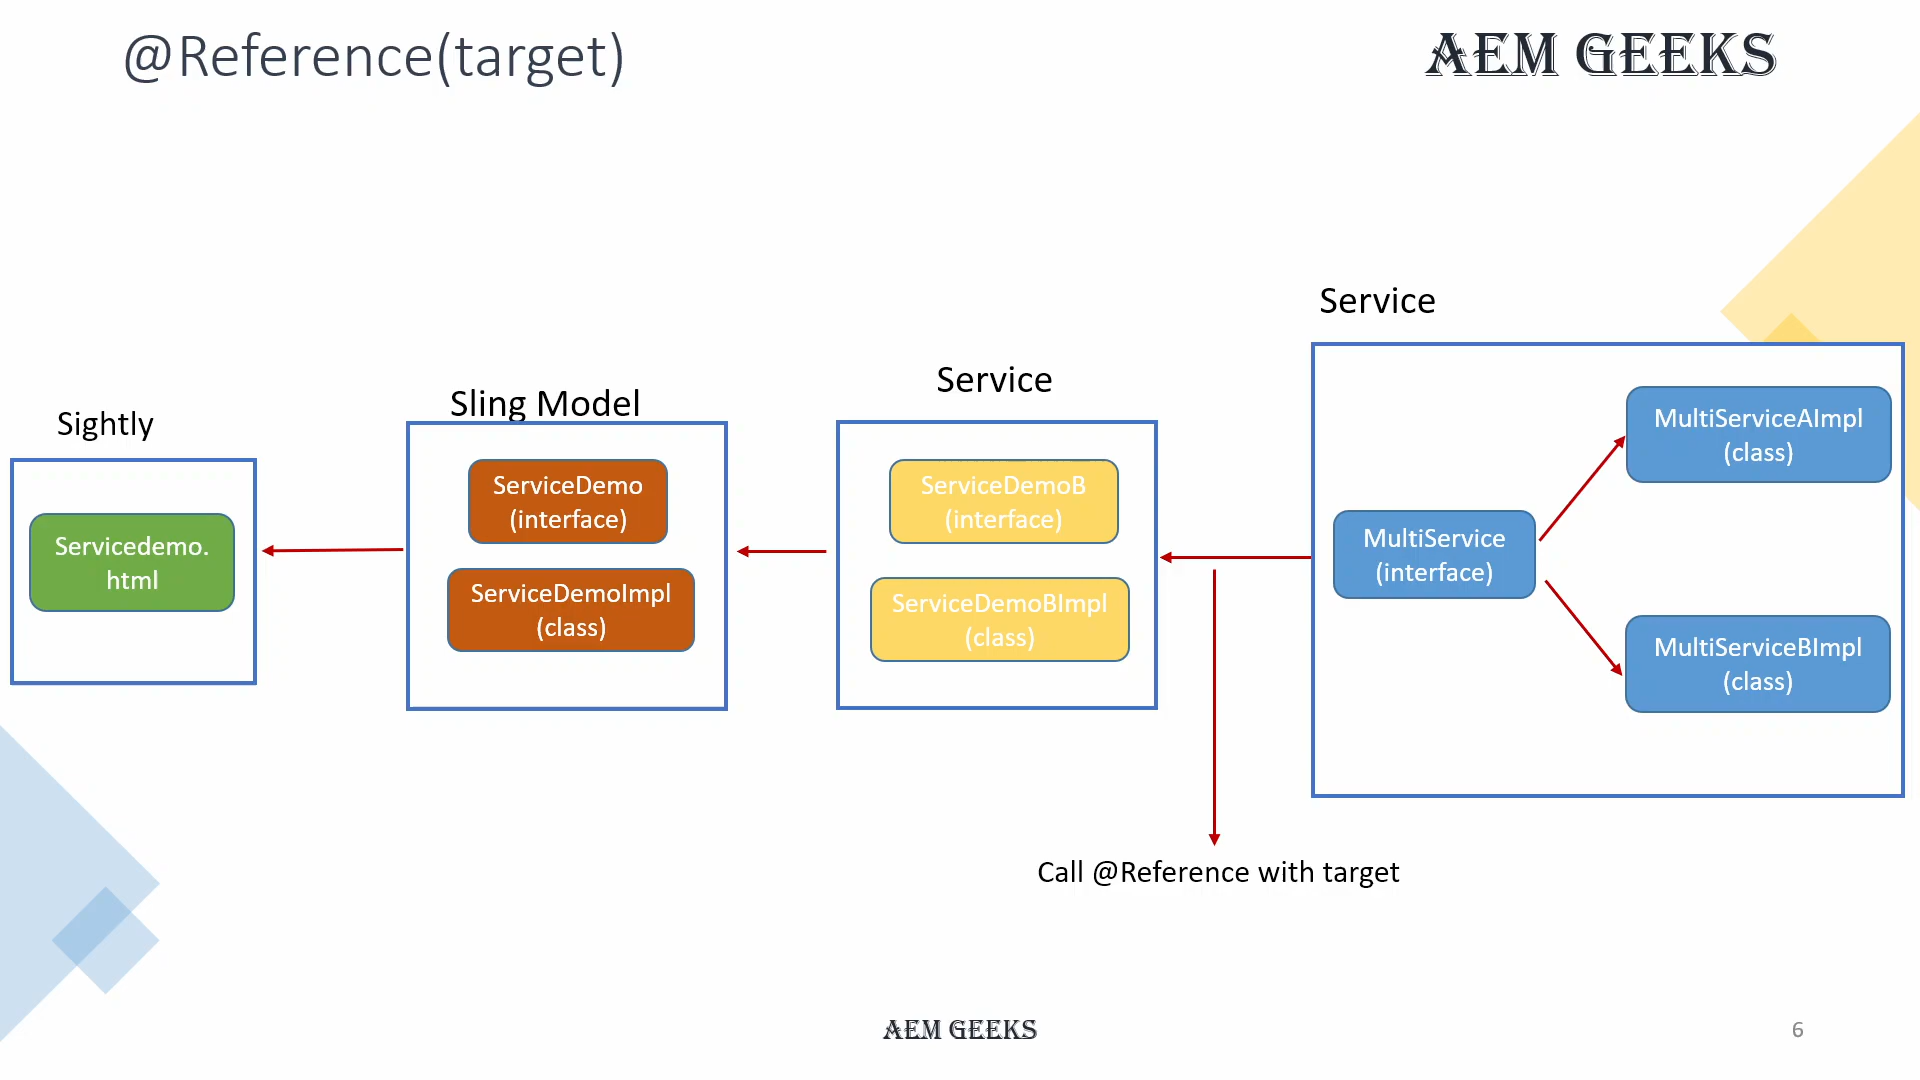 @Reference(target)
AEM GEEKS
Sightly
Servicedemo.
html
Sling Model
ServiceDemo
(interface)
ServiceDemoImpl
(class)
Service
ServiceDemoB
(interface)
ServiceDemoBImpl
(class)
Service
MultiService
(interface)
MultiServiceAImpl
(class)
MultiServiceBImpl
(class)
Call @Reference with target
AEM GEEKS
6